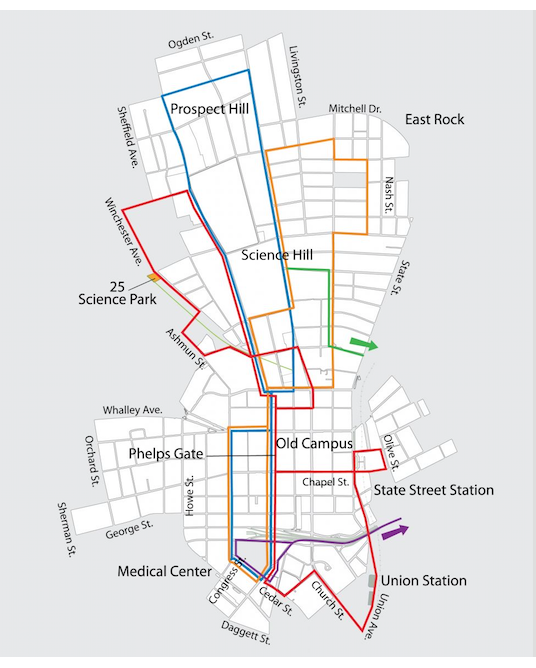 Ogden St.
Livingston St.
Prospect Hill
Mitchell Dr.
East Rock
Sheffield Ave.
Nash St.
Winchester Ave.
Science Hill
State St.
25
Science Park
Ashmun St.
Whalley Ave.
Orchard St.
Phelps Gate
Old Campus
Olive St.
Howe St.
Chapel St.
State Street Station
Sherman St.
George St.
Medical Center
Congress St.
Cedar St.
Church St.
Union Station
Union Ave.
Daggett St.